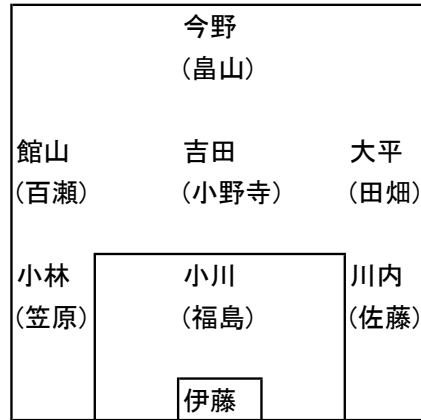 今野
(畠山)
館山 吉田 大平
(百瀬) (小野寺) (田畑)
小林 小川 川内
(笠原) (福島) (佐藤)
伊藤